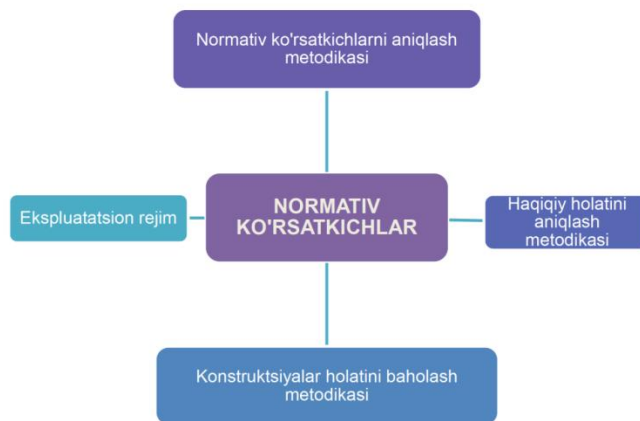 Normativ ko'rsatkichlarni aniqlash
metodikasi
Ekspluatatsion rejim
NORMATIV
KO'RSATKICHLAR
Haqiqiy holatini
aniqlash
metodikasi
Konstruktsiyalar holatini baholash
metodikasi